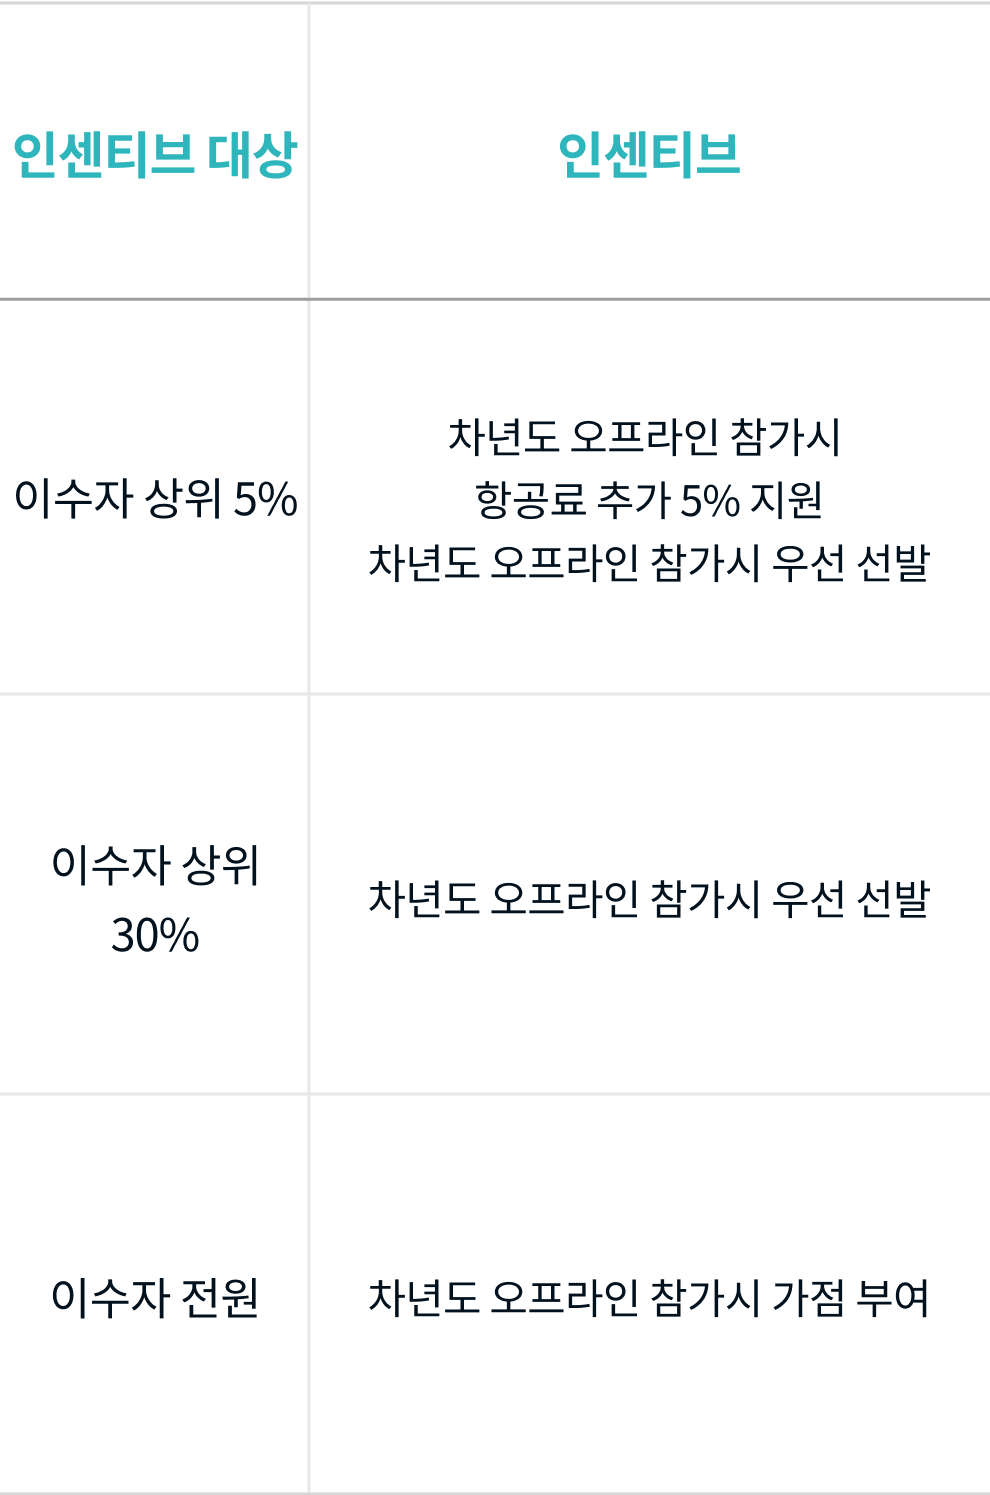 인센티브 대상
인센티브
이수자 상위 5%
차년도 오프라인 참가시
항공료 추가 5% 지원
차년도 오프라인 참가시 우선 선발
이수자 상위
30%
차년도 오프라인 참가시 우선 선발
이수자 전원
차년도 오프라인 참가시 가점 부여